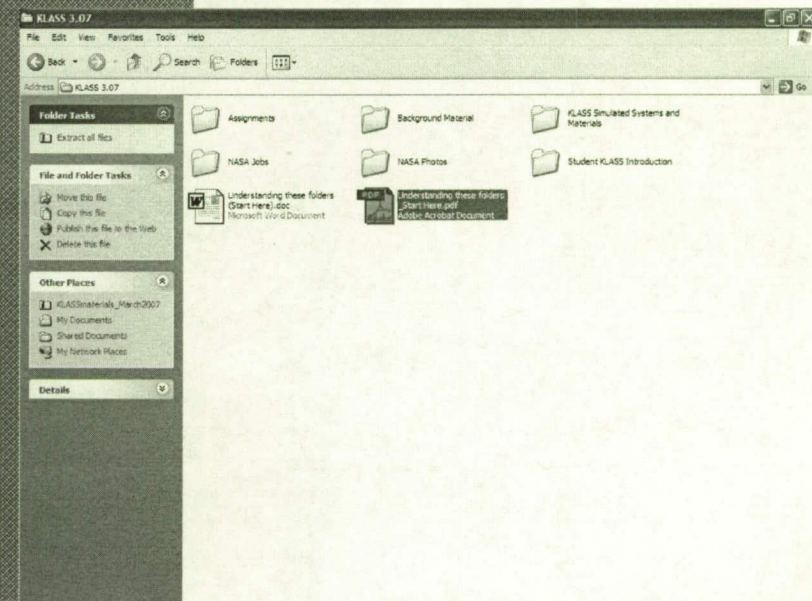 KLASS 3.07
File Edit View Favorites Tools Help
Back Search Folders
Address KLASS 3.07 Go
Folder Tasks
Extract all files
File and Folder Tasks
Move this file
Copy this file
Publish this file to the Web
Delete this file
Other Places
KLASSmaterials_March2007
My Documents
Shared Documents
My Network Places
Details
Assignments
Background Material
KLASS Simulated Systems and
Materials
NASA Jobs
NASA Photos
Student KLASS Introduction
W
Understanding these folders
(Start Here).doc
Microsoft Word Document
PDF
Understanding these folders
_Start Here.pdf
Adobe Acrobat Document